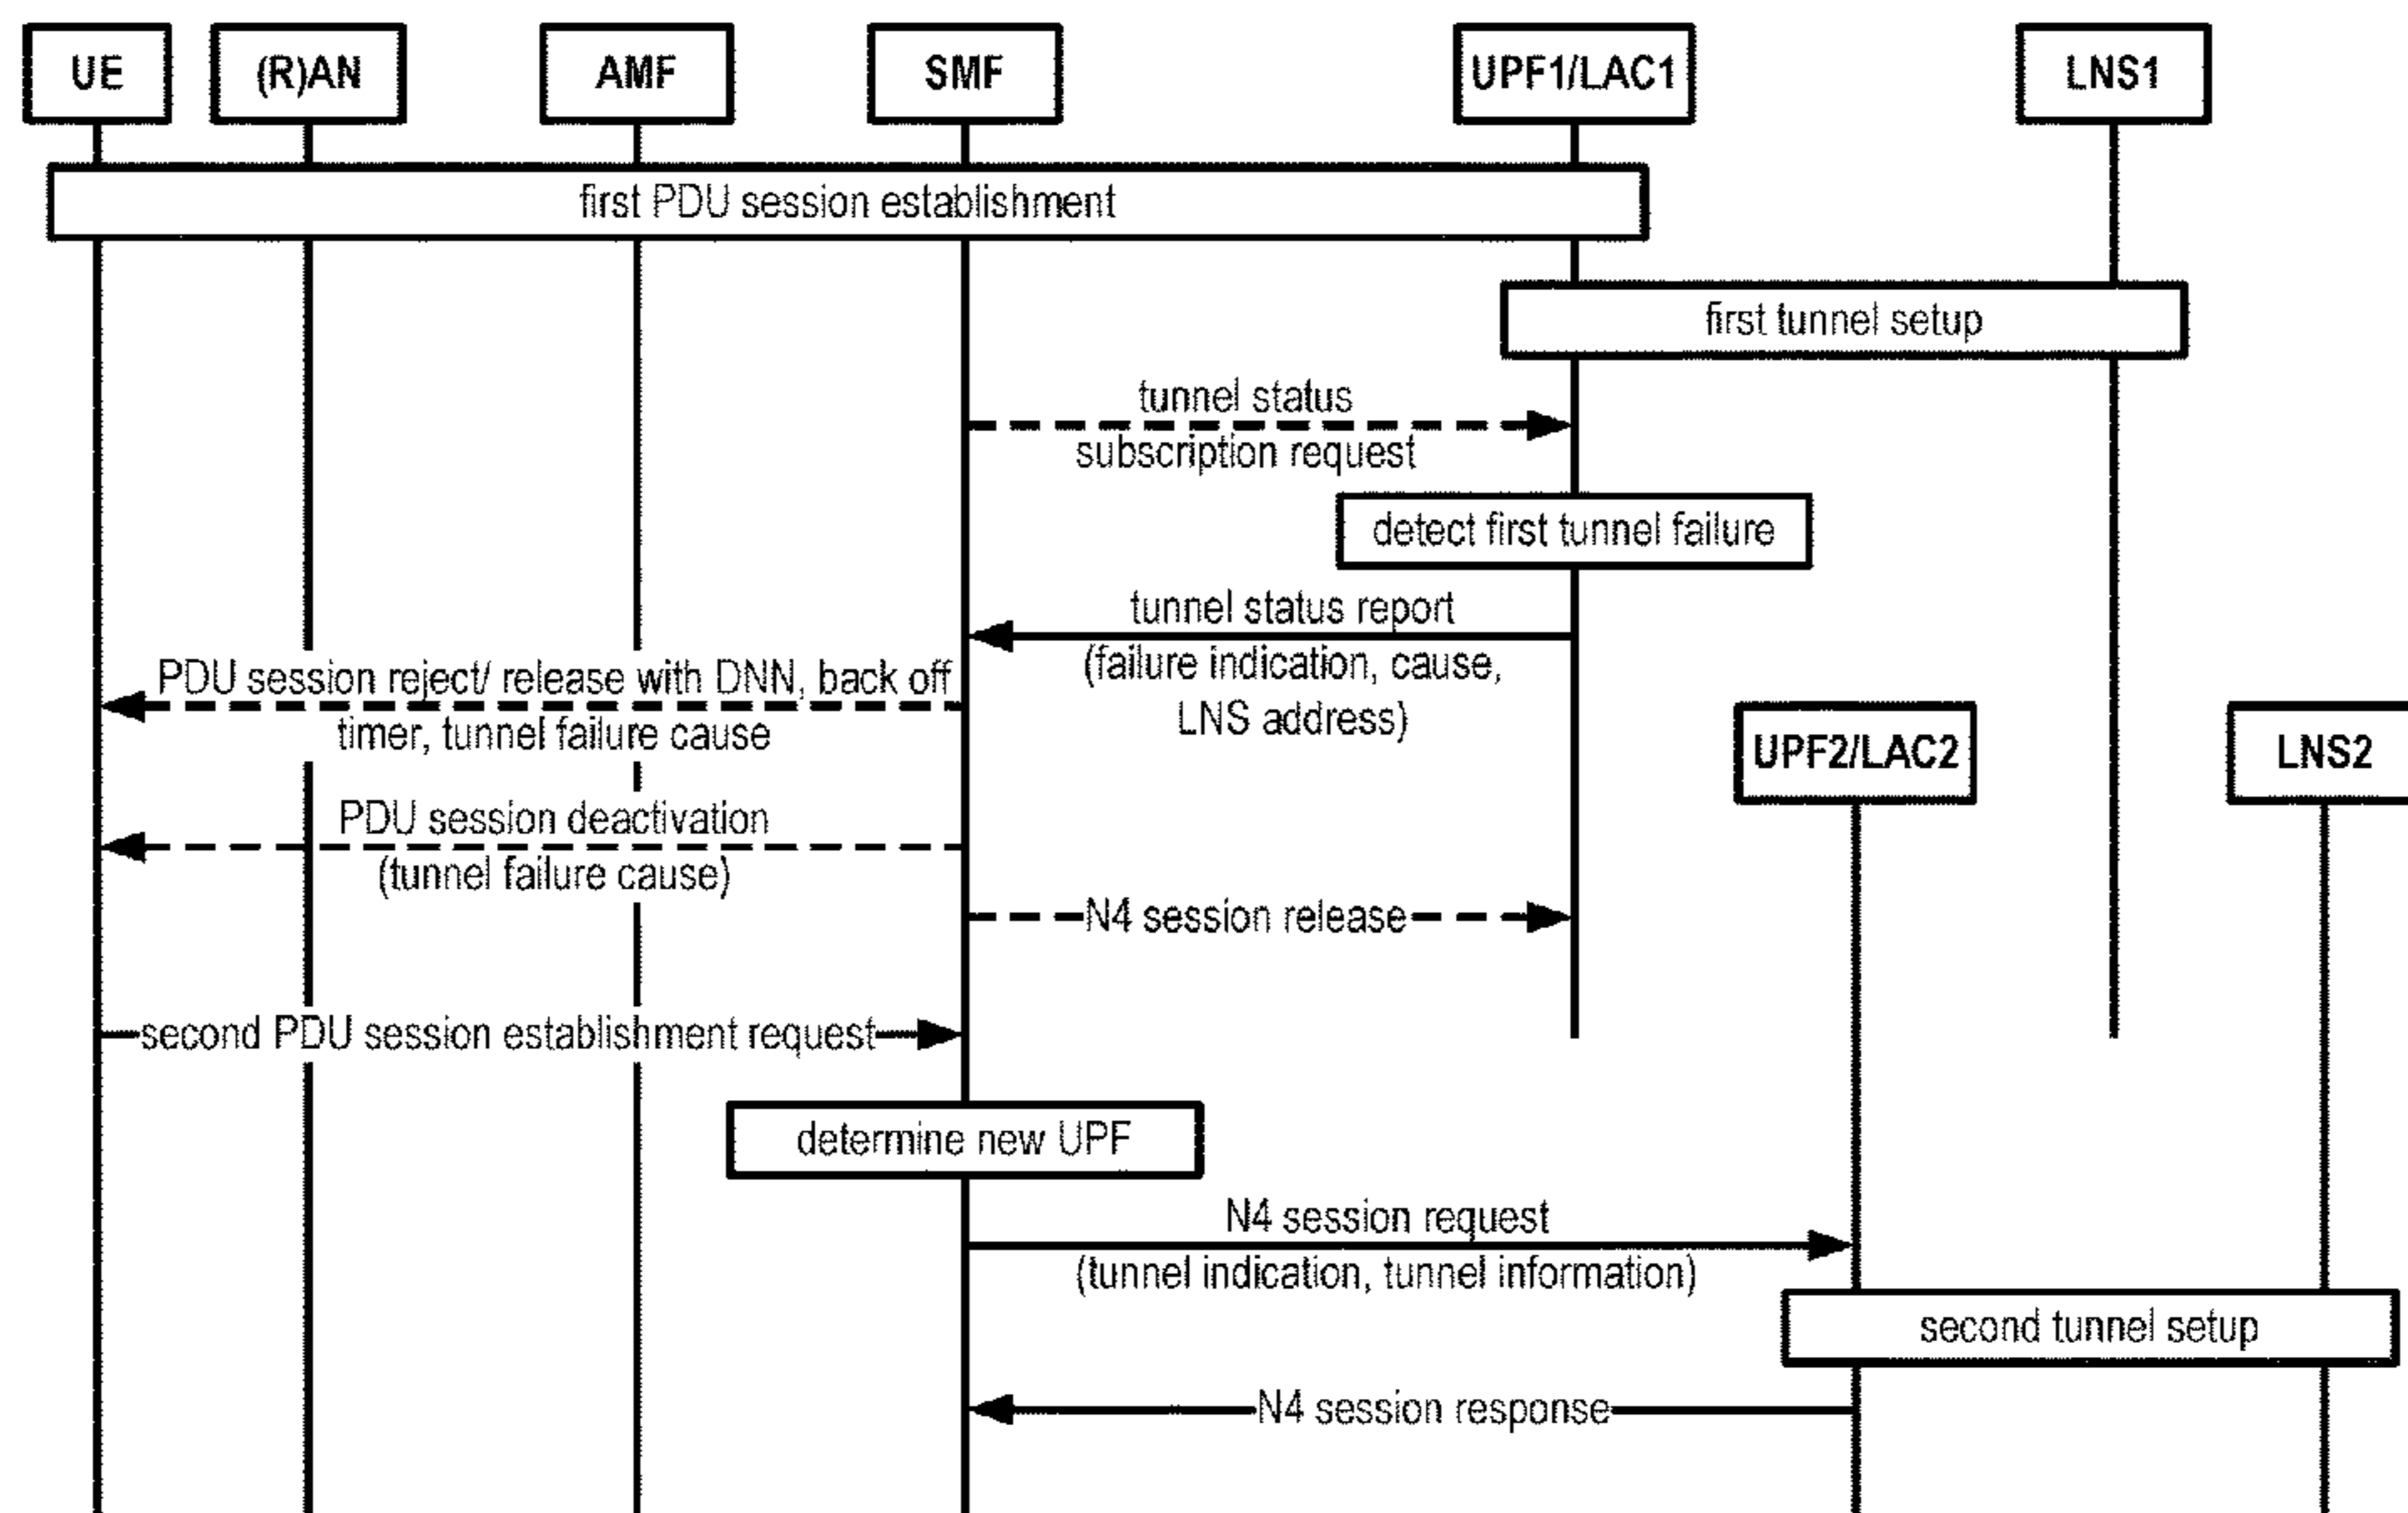 UE
(R)AN
AMF
SMF
UPF1/LAC1
LNS1
first PDU session establishment
first tunnel setup
tunnel status
subscription request
detect first tunnel failure
tunnel status report
(failure indication, cause,
LNS address)
PDU session reject/ release with DNN, back off
timer, tunnel failure cause
UPF2/LAC2
LNS2
PDU session deactivation
(tunnel failure cause)
N4 session release
second PDU session establishment request
determine new UPF
N4 session request
(tunnel indication, tunnel information)
second tunnel setup
N4 session response